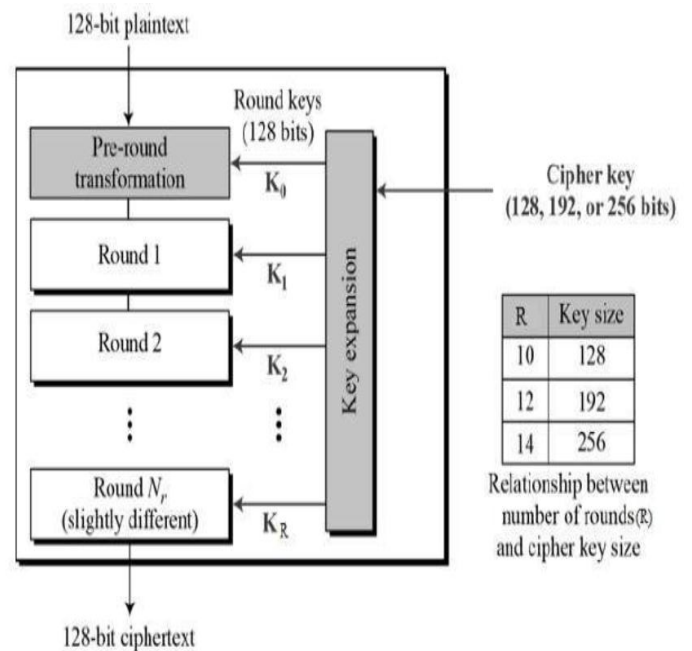 128-bit plaintext
Round keys
(128 bits)
Pre-round
transformation
K0
Cipher key
(128, 192, or 256 bits)
Round 1
K1
Key expansion
Round 2
K2
R Key size
10 128
12 192
14 256
Relationship between
number of rounds(R)
and cipher key size
Round Nr
(slightly different)
KR
128-bit ciphertext